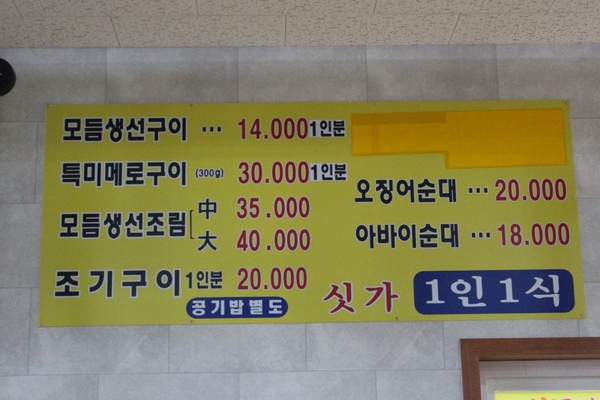 모듬생선구이 ... 14.000 1인분
특미메로구이 (300g) 30.000 1인분
모듬생선조림 中 35.000
大 40.000
조기구이 1인분 20.000
공기밥별도
오징어순대 ... 20.000
아바이순대 ... 18.000
싯가 1인 1식